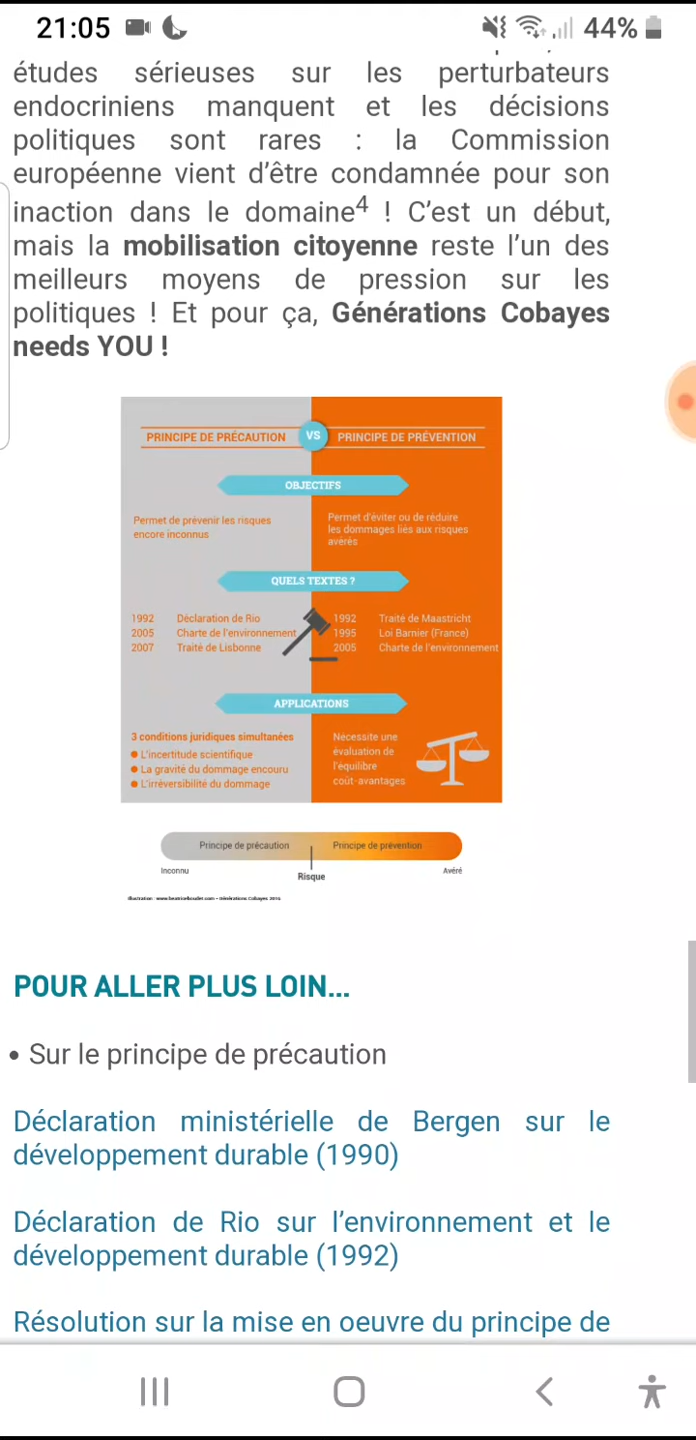 21:05
44%
études sérieuses sur les perturbateurs
endocriniens manquent et les décisions
politiques sont rares : la Commission
européenne vient d'être condamnée pour son
inaction dans le domaine⁴ ! C'est un début,
mais la mobilisation citoyenne reste l'un des
meilleurs moyens de pression sur les
politiques ! Et pour ça, Générations Cobayes
needs YOU !
PRINCIPE DE PRÉCAUTION VS PRINCIPE DE PRÉVENTION
OBJECTIFS
Permet de prévenir les risques
encore inconnus
Permet d'éviter ou de réduire
les dommages liés aux risques
avérés
QUELS TEXTES ?
1992 Déclaration de Rio
2005 Charte de l'environnement
2007 Traité de Lisbonne
1992 Traité de Maastricht
1995 Loi Barnier (France)
2005 Charte de l'environnement
APPLICATIONS
3 conditions juridiques simultanées
L'incertitude scientifique
La gravité du dommage encouru
L'irréversibilité du dommage
Nécessite une
évaluation de
l'équilibre
coût-avantages
Principe de précaution Principe de prévention
Inconnu
Risque
Avéré
POUR ALLER PLUS LOIN...
• Sur le principe de précaution
Déclaration ministérielle de Bergen sur le
développement durable (1990)
Déclaration de Rio sur l'environnement et le
développement durable (1992)
Résolution sur la mise en oeuvre du principe de